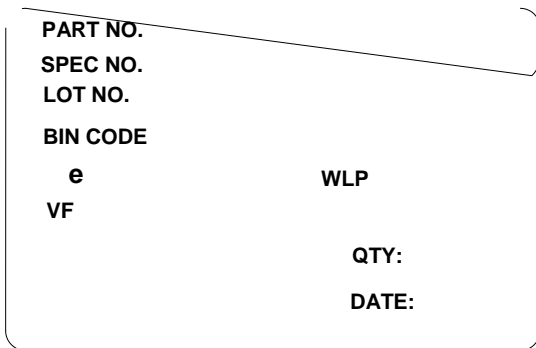 PART NO.
SPEC NO.
LOT NO.
BIN CODE
e WLP
VF
QTY:
DATE: